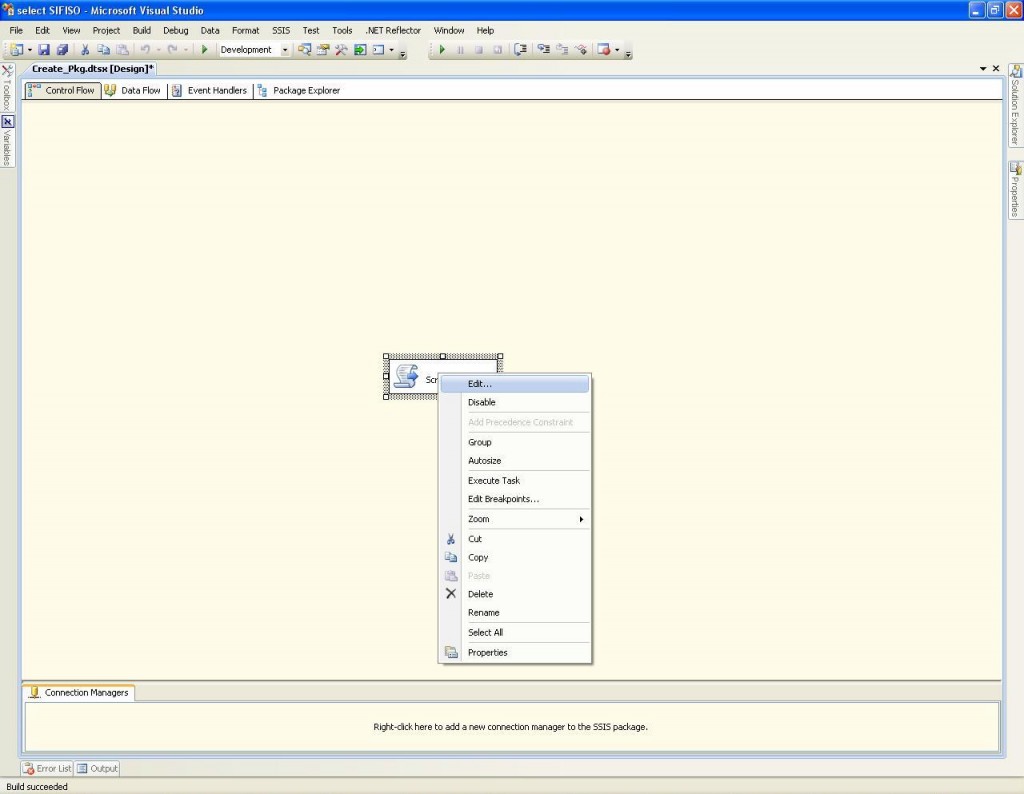 select SIFISO - Microsoft Visual Studio
File Edit View Project Build Debug Data Format SSIS Test Tools .NET Reflector Window Help
Development
Create_Pkg.dtsx [Design]*
Control Flow Data Flow Event Handlers Package Explorer
Toolbox
Variables
Solution Explorer
Properties
Scr
Edit...
Disable
Add Precedence Constraint
Group
Autosize
Execute Task
Edit Breakpoints...
Zoom
Cut
Copy
Paste
Delete
Rename
Select All
Properties
Connection Managers
Right-click here to add a new connection manager to the SSIS package.
Error List Output
Build succeeded